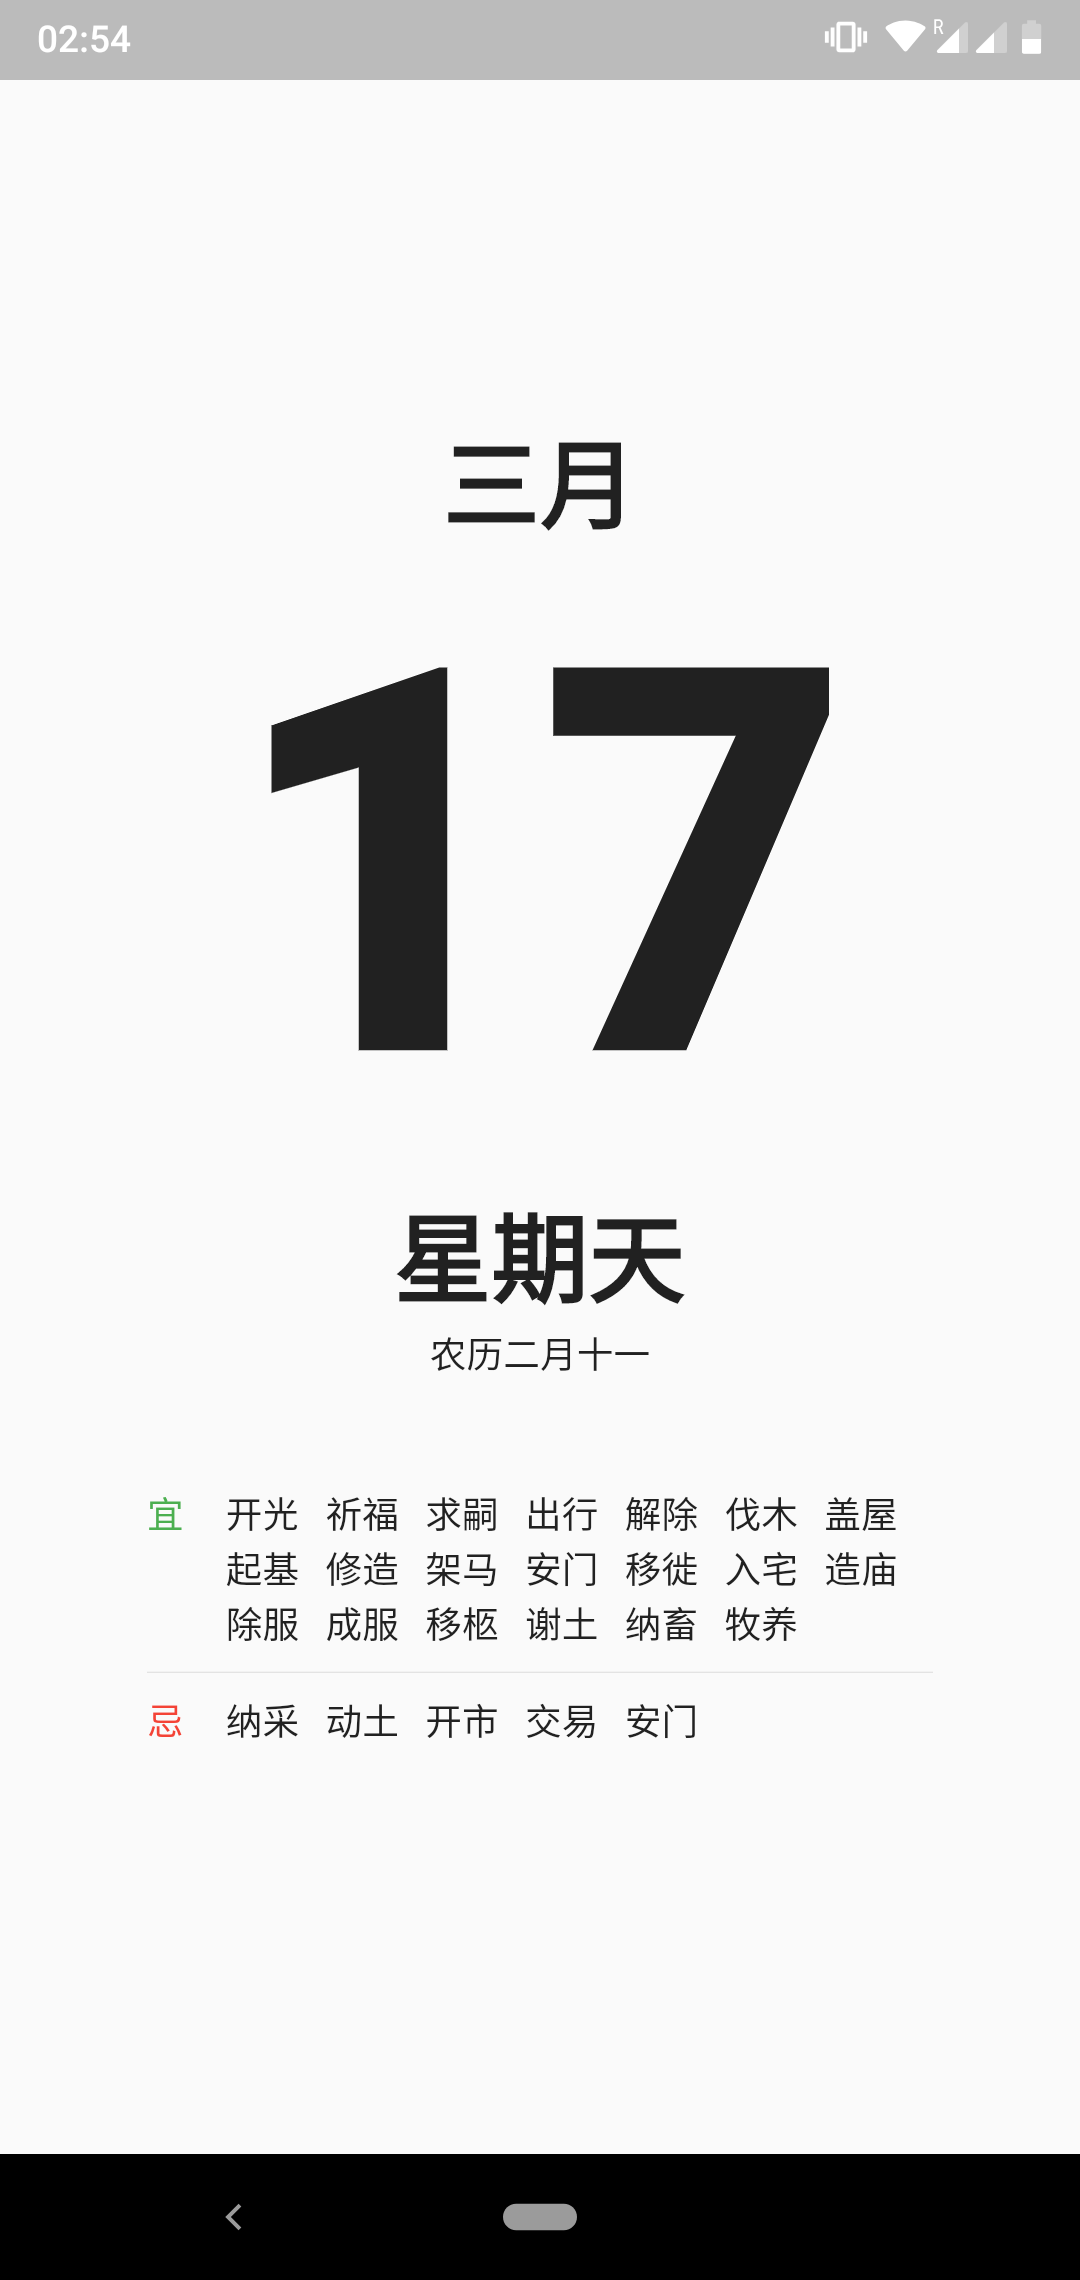 02:54
R
三月
17
星期天
农历二月十一
宜 开光 祈福 求嗣 出行 解除 伐木 盖屋
起基 修造 架马 安门 移徙 入宅 造庙
除服 成服 移柩 谢土 纳畜 牧养
忌 纳采 动土 开市 交易 安门